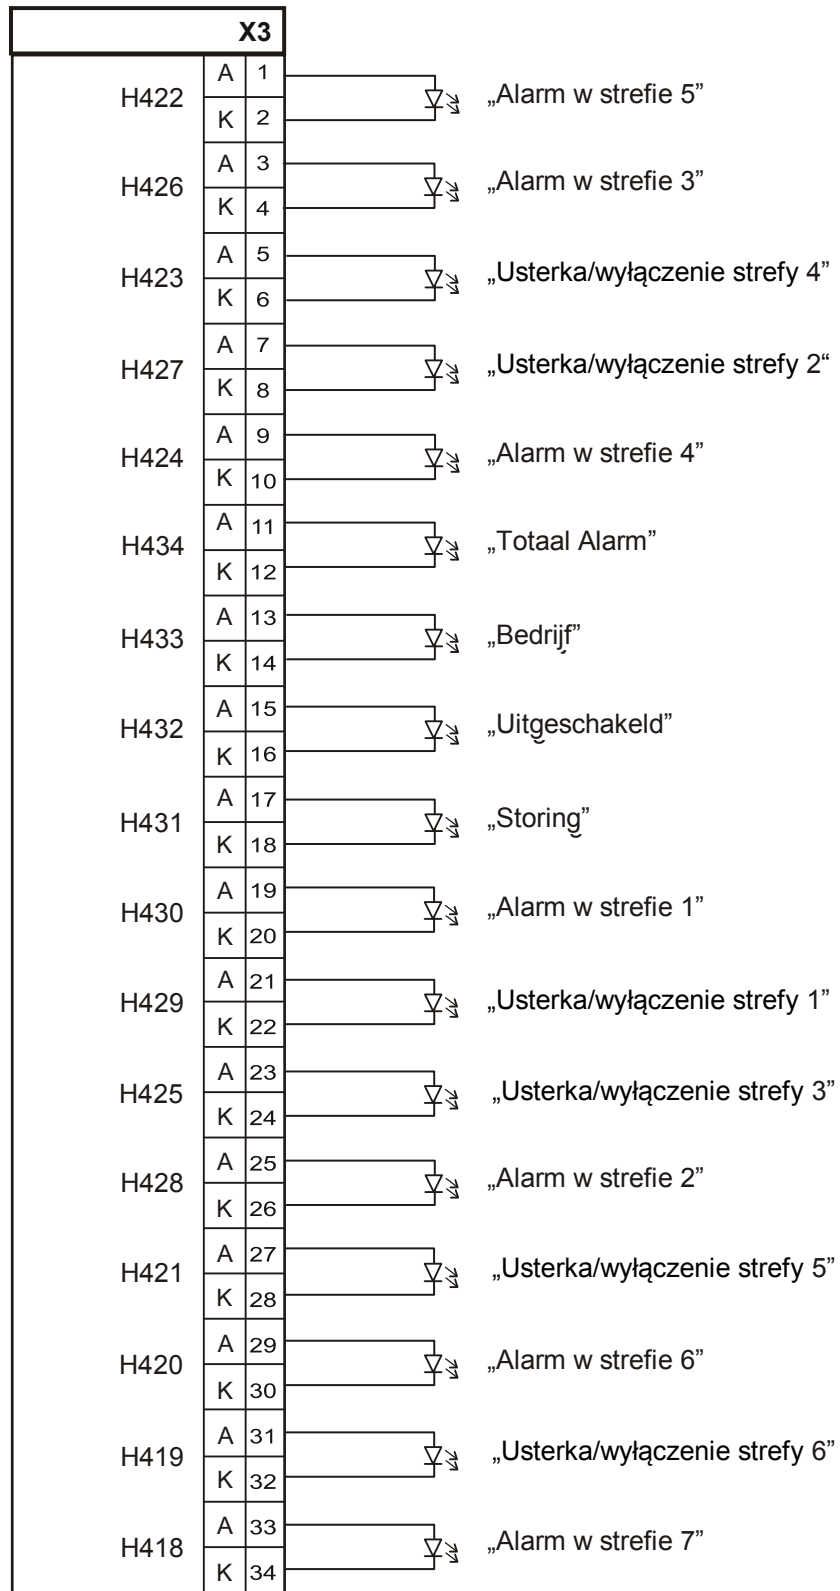 X3
H422 A 1 „Alarm w strefie 5”
K 2
H426 A 3 „Alarm w strefie 3”
K 4
H423 A 5 „Usterka/wyłączenie strefy 4”
K 6
H427 A 7 „Usterka/wyłączenie strefy 2“
K 8
H424 A 9 „Alarm w strefie 4”
K 10
H434 A 11 „Totaal Alarm”
K 12
H433 A 13 „Bedrijf”
K 14
H432 A 15 „Uitgeschakeld”
K 16
H431 A 17 „Storing”
K 18
H430 A 19 „Alarm w strefie 1”
K 20
H429 A 21 „Usterka/wyłączenie strefy 1”
K 22
H425 A 23 „Usterka/wyłączenie strefy 3”
K 24
H428 A 25 „Alarm w strefie 2”
K 26
H421 A 27 „Usterka/wyłączenie strefy 5”
K 28
H420 A 29 „Alarm w strefie 6”
K 30
H419 A 31 „Usterka/wyłączenie strefy 6”
K 32
H418 A 33 „Alarm w strefie 7”
K 34